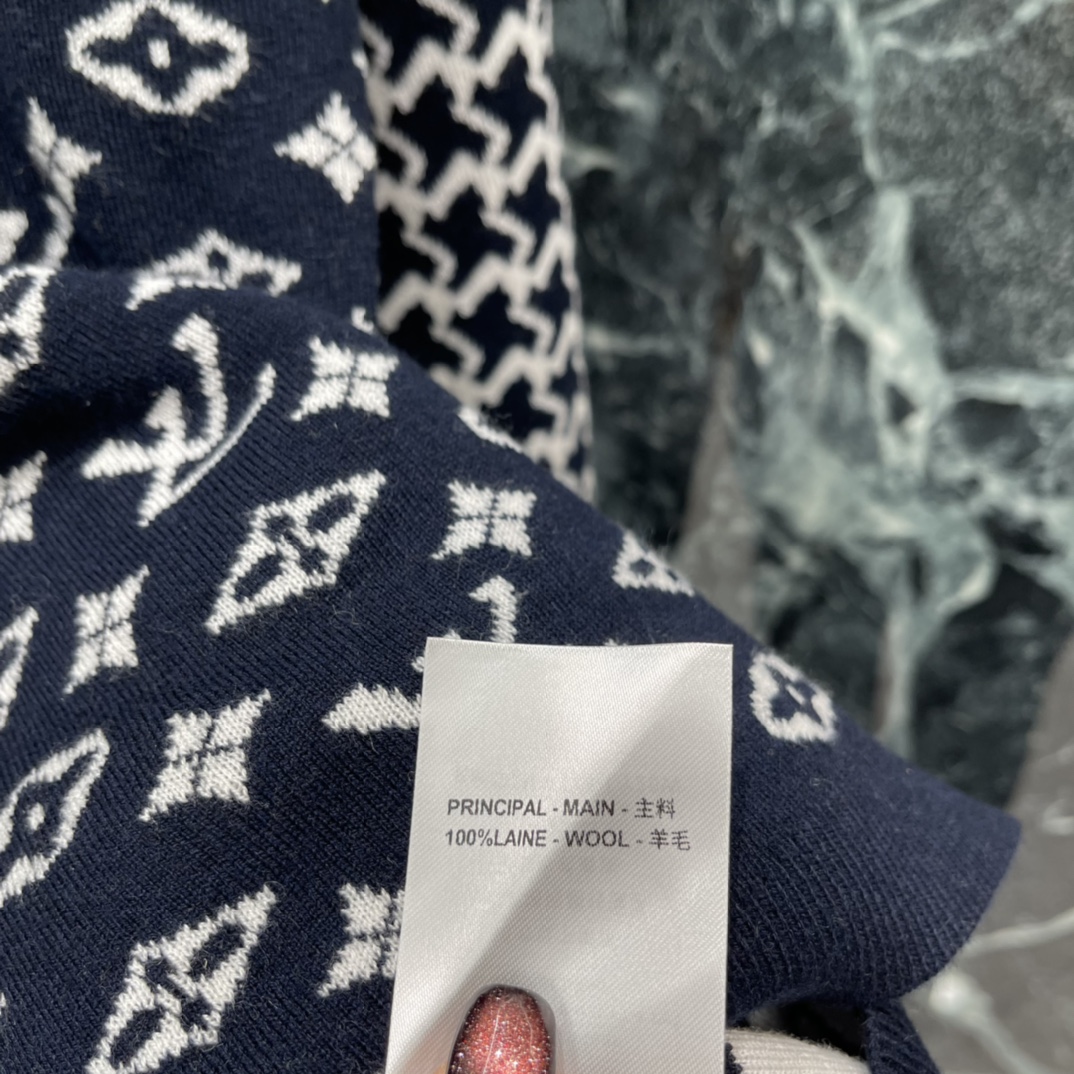 PRINCIPAL - MAIN - 主料
100%LAINE - WOOL - 羊毛